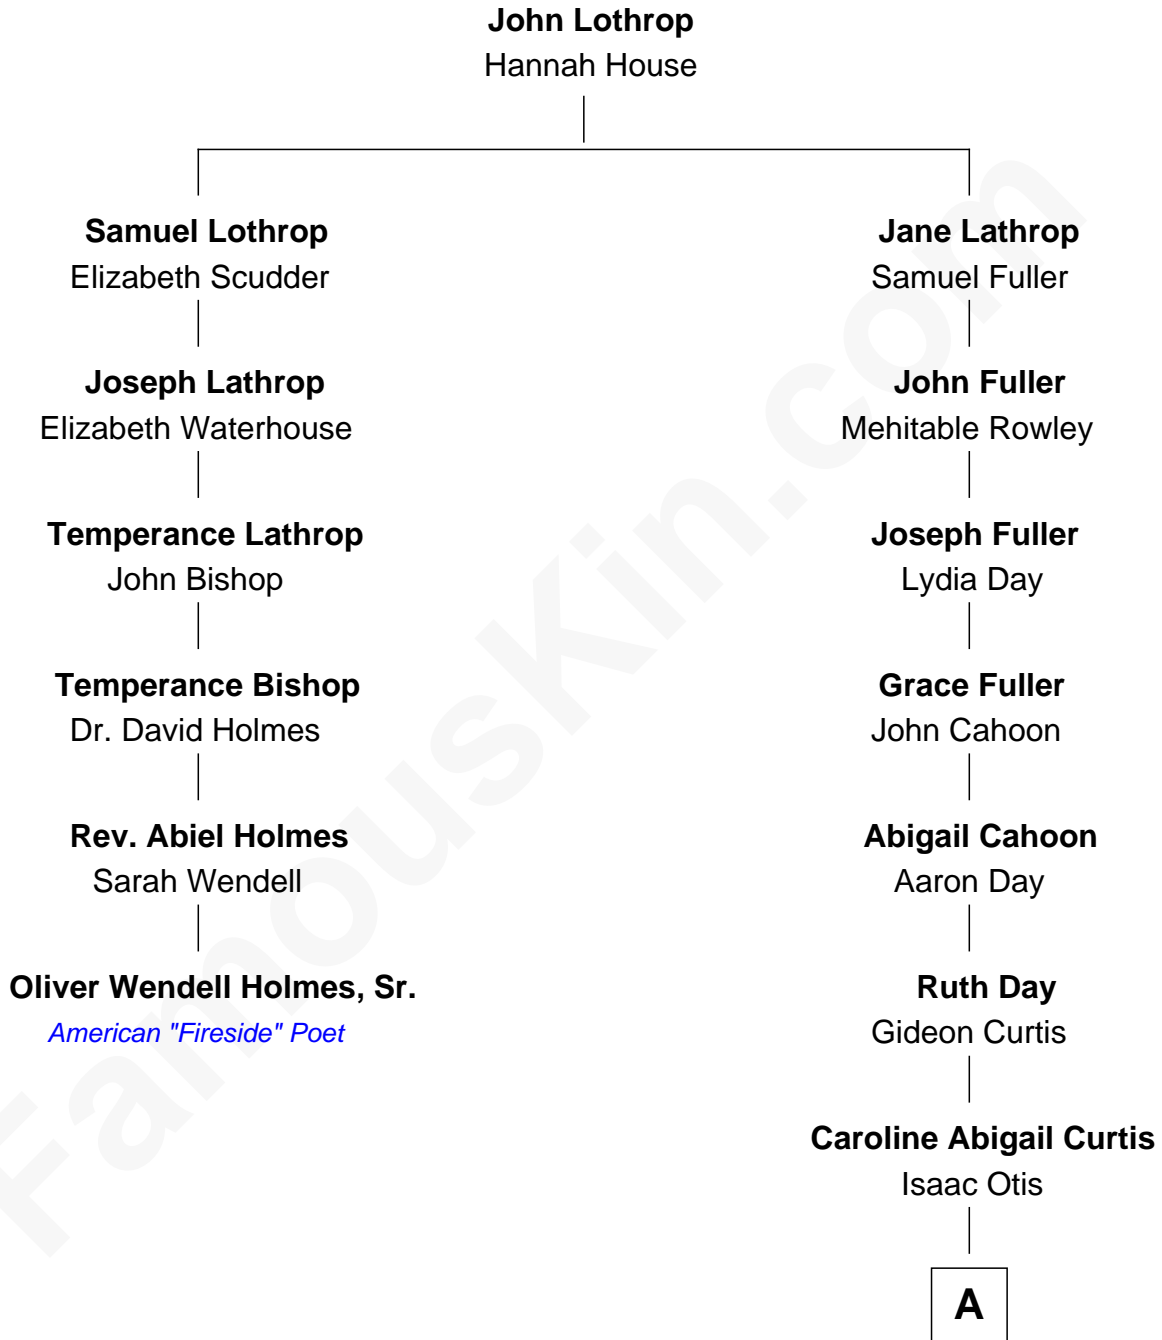 John Lothrop
Hannah House
Samuel Lothrop
Elizabeth Scudder
Joseph Lathrop
Elizabeth Waterhouse
Temperance Lathrop
John Bishop
Temperance Bishop
Dr. David Holmes
Rev. Abiel Holmes
Sarah Wendell
Oliver Wendell Holmes, Sr.
American "Fireside" Poet
Jane Lathrop
Samuel Fuller
John Fuller
Mehitable Rowley
Joseph Fuller
Lydia Day
Grace Fuller
John Cahoon
Abigail Cahoon
Aaron Day
Ruth Day
Gideon Curtis
Caroline Abigail Curtis
Isaac Otis
A
FamousKin.com